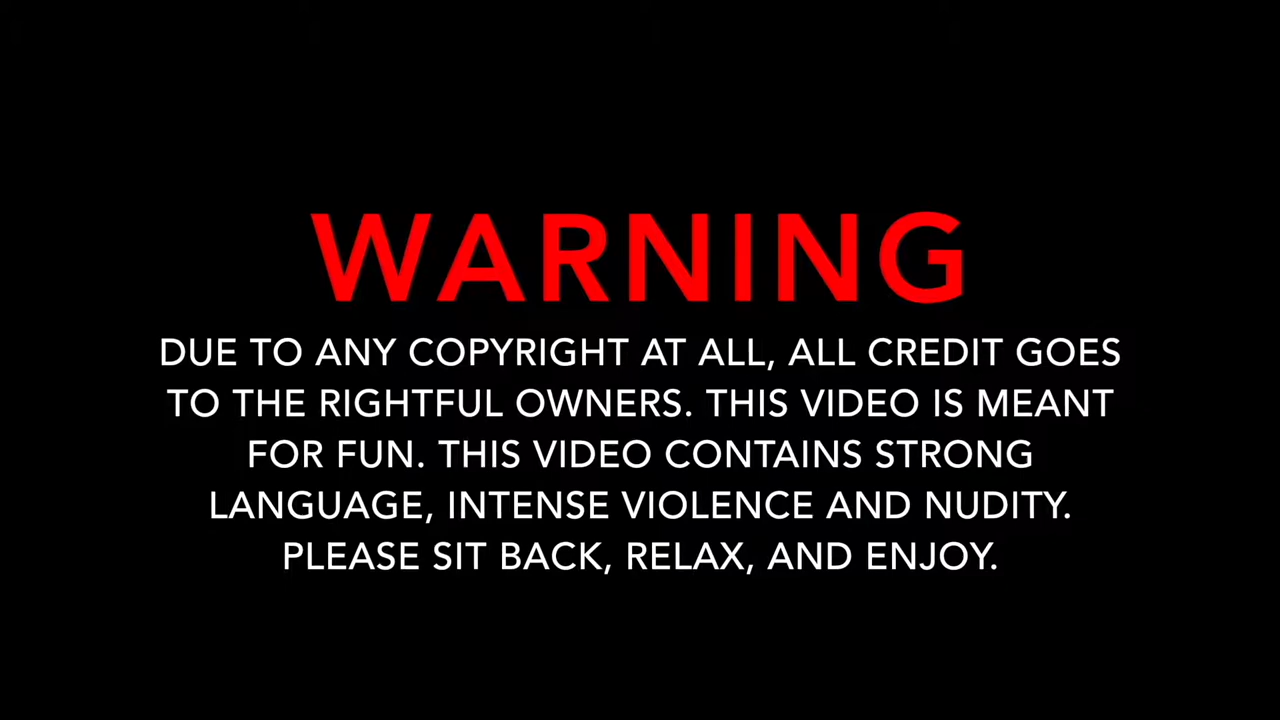 WARNING
DUE TO ANY COPYRIGHT AT ALL, ALL CREDIT GOES
TO THE RIGHTFUL OWNERS. THIS VIDEO IS MEANT
FOR FUN. THIS VIDEO CONTAINS STRONG
LANGUAGE, INTENSE VIOLENCE AND NUDITY.
PLEASE SIT BACK, RELAX, AND ENJOY.